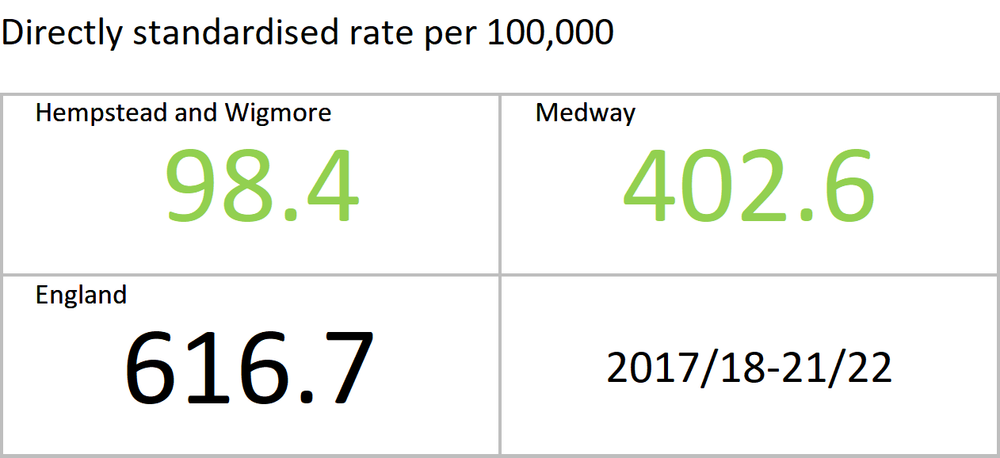 Directly standardised rate per 100,000
Hempstead and Wigmore
98.4
Medway
402.6
England
616.7
2017/18-21/22